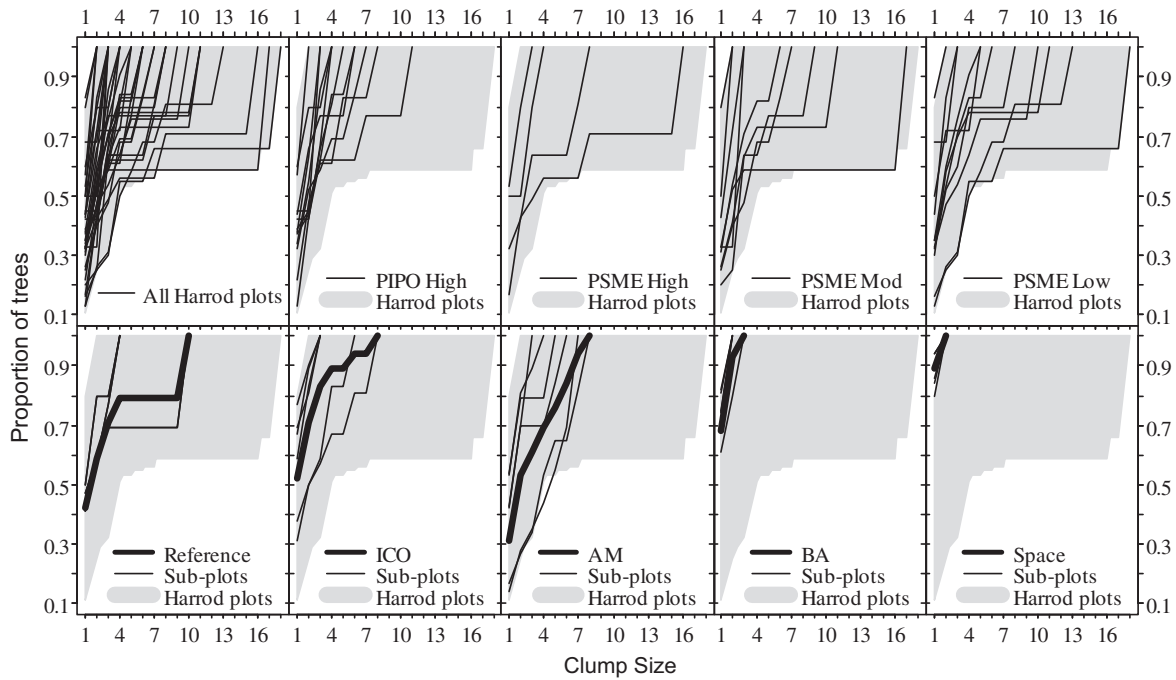 1 4 7 10 13 16 1 4 7 10 13 16 1 4 7 10 13 16 1 4 7 10 13 16 1 4 7 10 13 16
0.9 0.9
0.7 0.7
0.5 0.5
0.3 0.3
0.1 0.1
All Harrod plots
PIPO High
Harrod plots
PSME High
Harrod plots
PSME Mod
Harrod plots
PSME Low
Harrod plots
Proportion of trees
0.9 0.9
0.7 0.7
0.5 0.5
0.3 0.3
0.1 0.1
Reference
Sub-plots
Harrod plots
ICO
Sub-plots
Harrod plots
AM
Sub-plots
Harrod plots
BA
Sub-plots
Harrod plots
Space
Sub-plots
Harrod plots
1 4 7 10 13 16 1 4 7 10 13 16 1 4 7 10 13 16 1 4 7 10 13 16 1 4 7 10 13 16
Clump Size